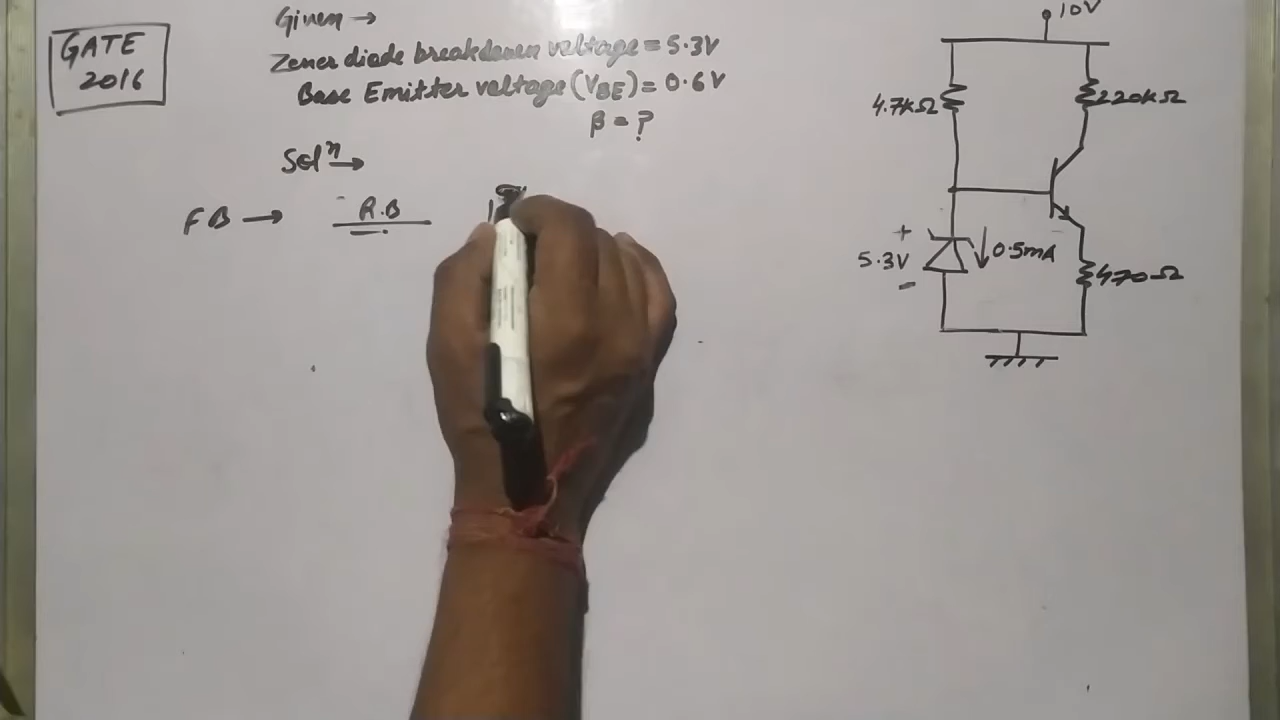 GATE
2016
Given →
Zener diode breakdown voltage = 5.3V
Base Emitter voltage (VBE) = 0.6V
β = ?
Solⁿ →
FB → R.B
10V
4.7kΩ
220kΩ
+
5.3V
-
0.5mA
470Ω